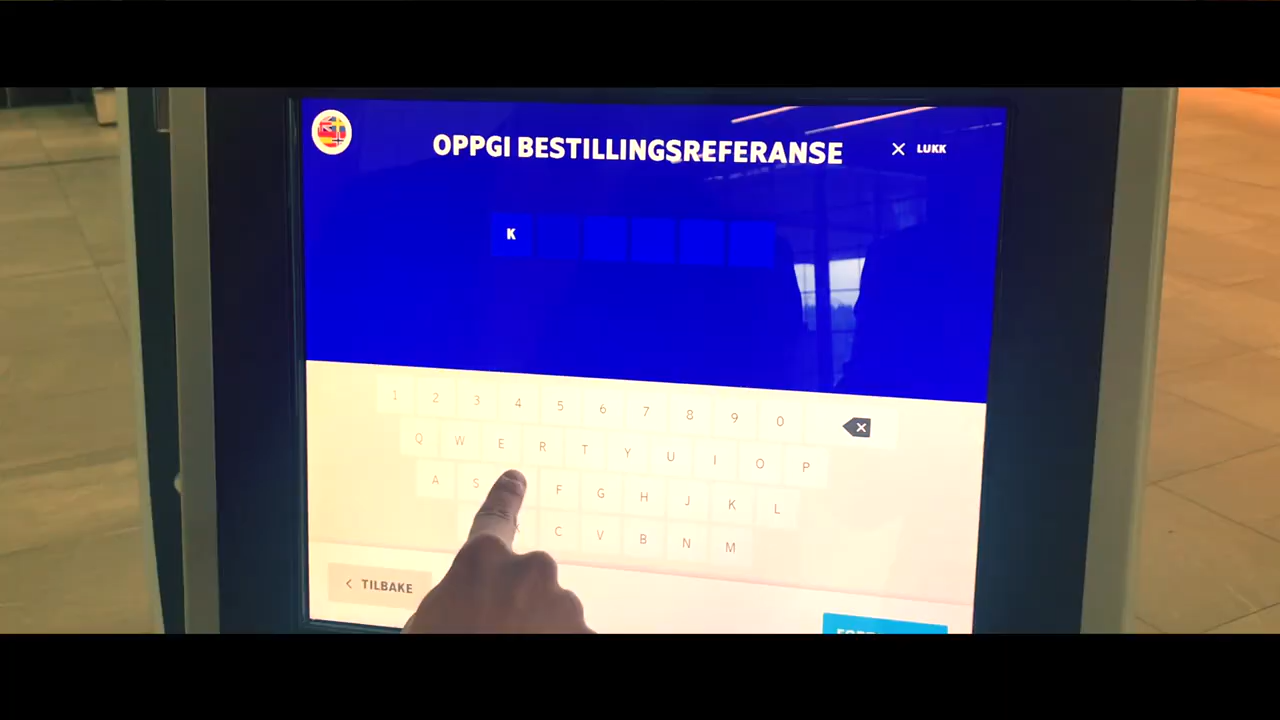 OPPGI BESTILLINGSREFERANSE
LUKK
K
1 2 3 4 5 6 7 8 9 0
Q W E R T Y U I O P
A S F G H J K L
C V B N M
TILBAKE